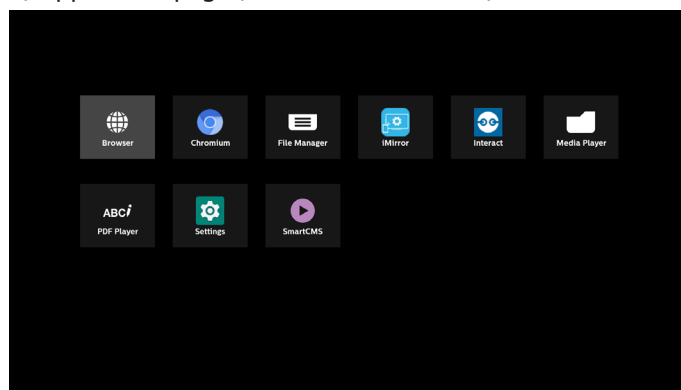 Browser
Chromium
File Manager
iMirror
Interact
Media Player
ABCi
PDF Player
Settings
SmartCMS